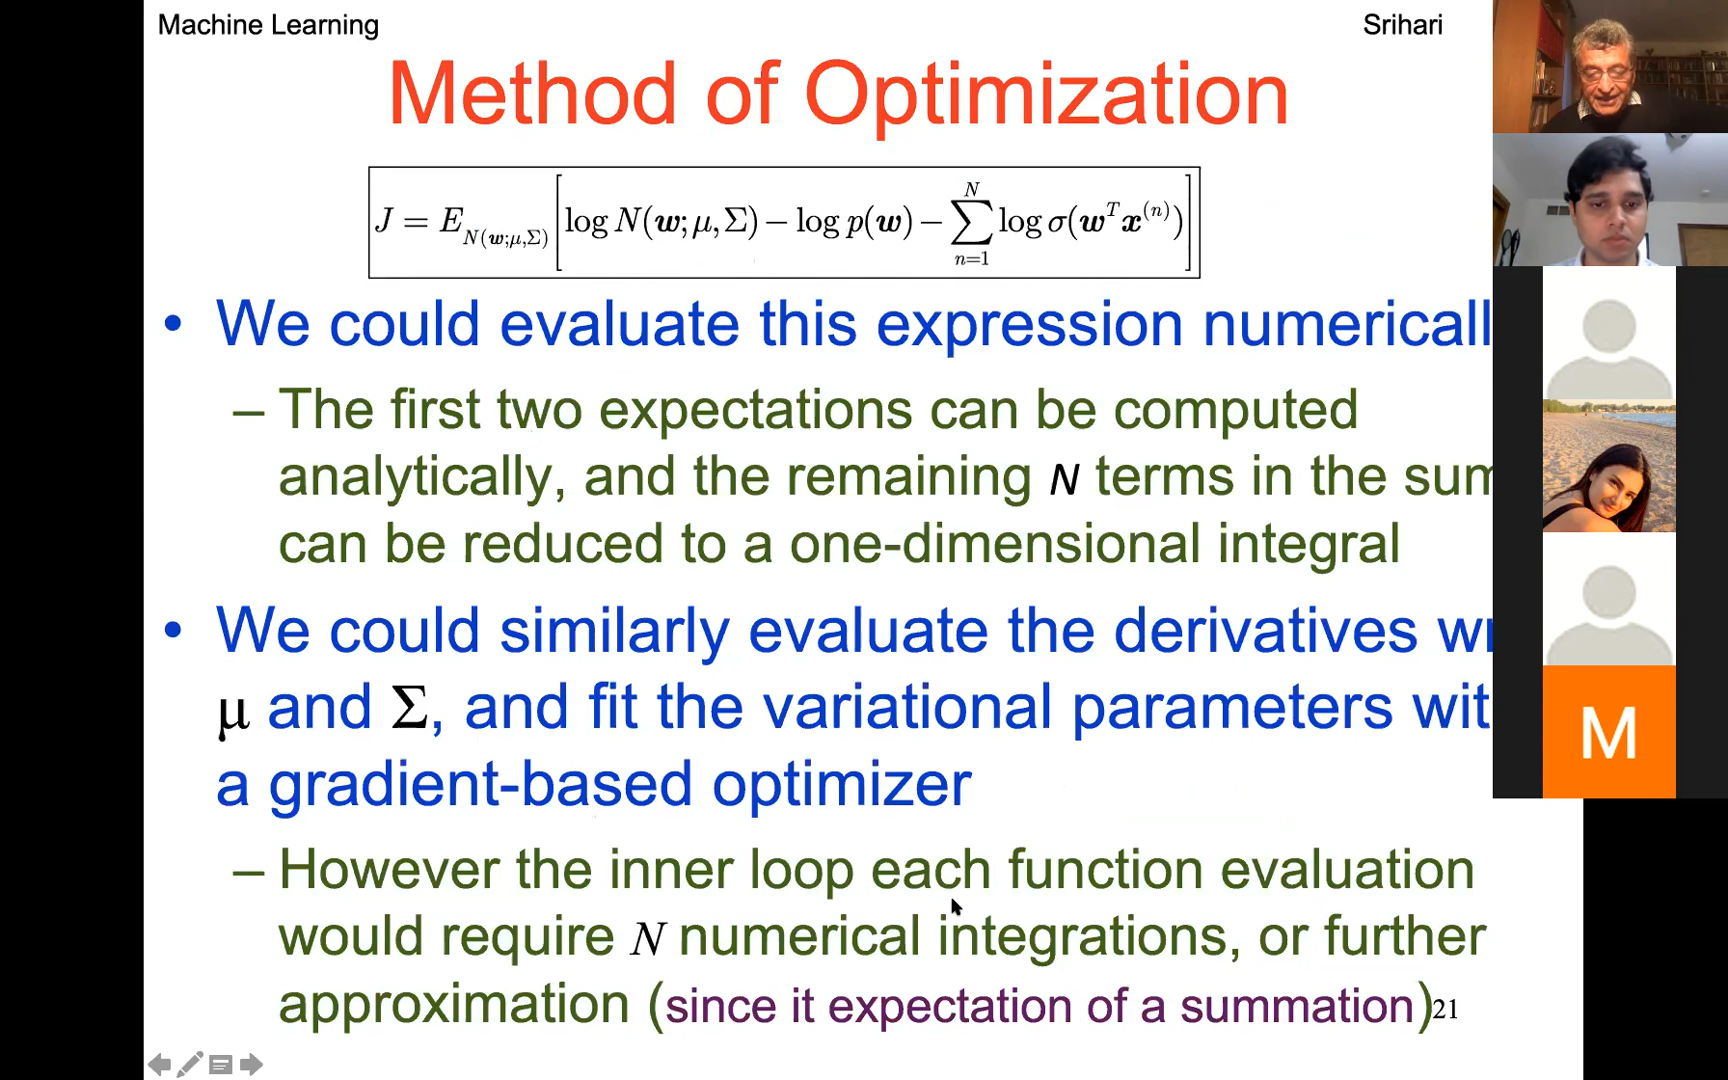 Machine Learning
Srihari
Method of Optimization
J = E_{N(w;μ,Σ)} [ log N(w;μ,Σ) − log p(w) − ∑_{n=1}^{N} log σ(w^T x^{(n)}) ]
• We could evaluate this expression numericall
– The first two expectations can be computed
analytically, and the remaining N terms in the sum
can be reduced to a one-dimensional integral
• We could similarly evaluate the derivatives wr
μ and Σ, and fit the variational parameters wit
a gradient-based optimizer
– However the inner loop each function evaluation
would require N numerical integrations, or further
approximation (since it expectation of a summation)
21
M